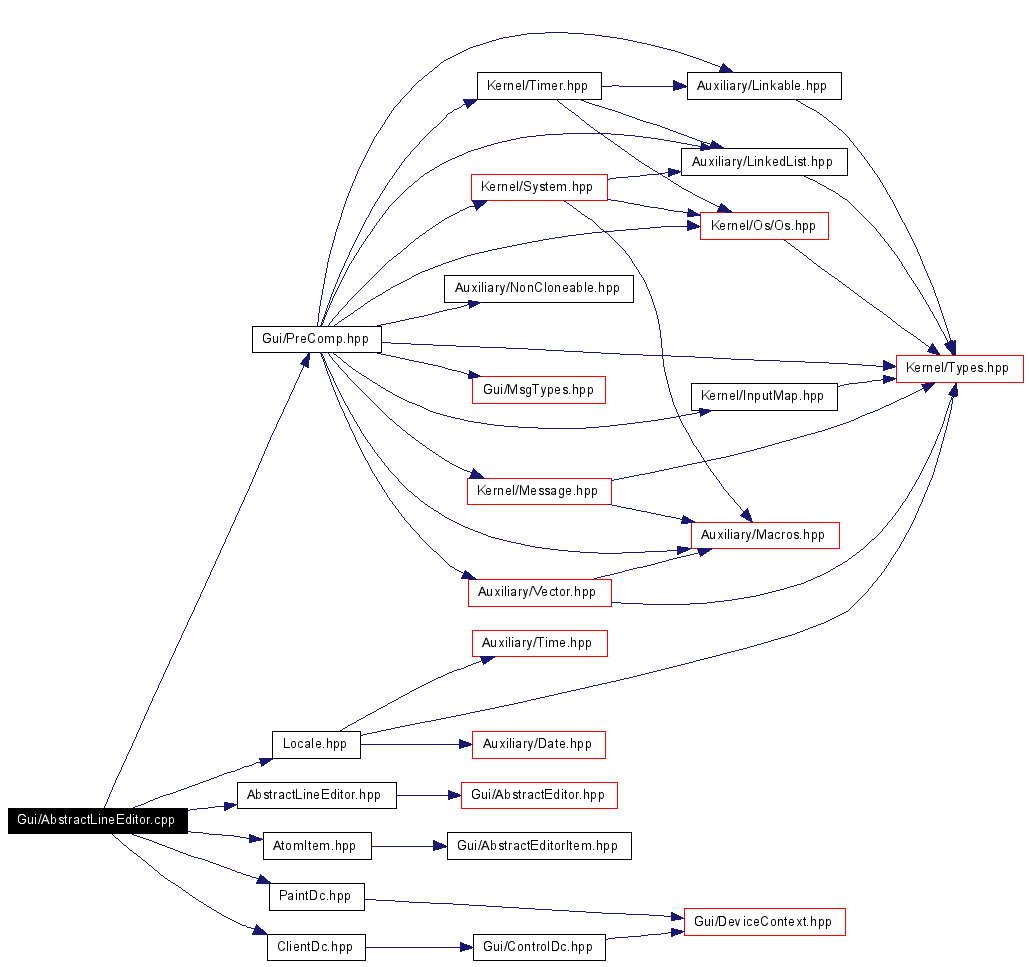 Kernel/Timer.hpp
Auxiliary/Linkable.hpp
Auxiliary/LinkedList.hpp
Kernel/System.hpp
Kernel/Os/Os.hpp
Auxiliary/NonCloneable.hpp
Gui/PreComp.hpp
Kernel/Types.hpp
Gui/MsgTypes.hpp
Kernel/InputMap.hpp
Kernel/Message.hpp
Auxiliary/Macros.hpp
Auxiliary/Vector.hpp
Auxiliary/Time.hpp
Locale.hpp
Auxiliary/Date.hpp
AbstractLineEditor.hpp
Gui/AbstractEditor.hpp
Gui/AbstractLineEditor.cpp
AtomItem.hpp
Gui/AbstractEditorItem.hpp
PaintDc.hpp
Gui/DeviceContext.hpp
ClientDc.hpp
Gui/ControlDc.hpp